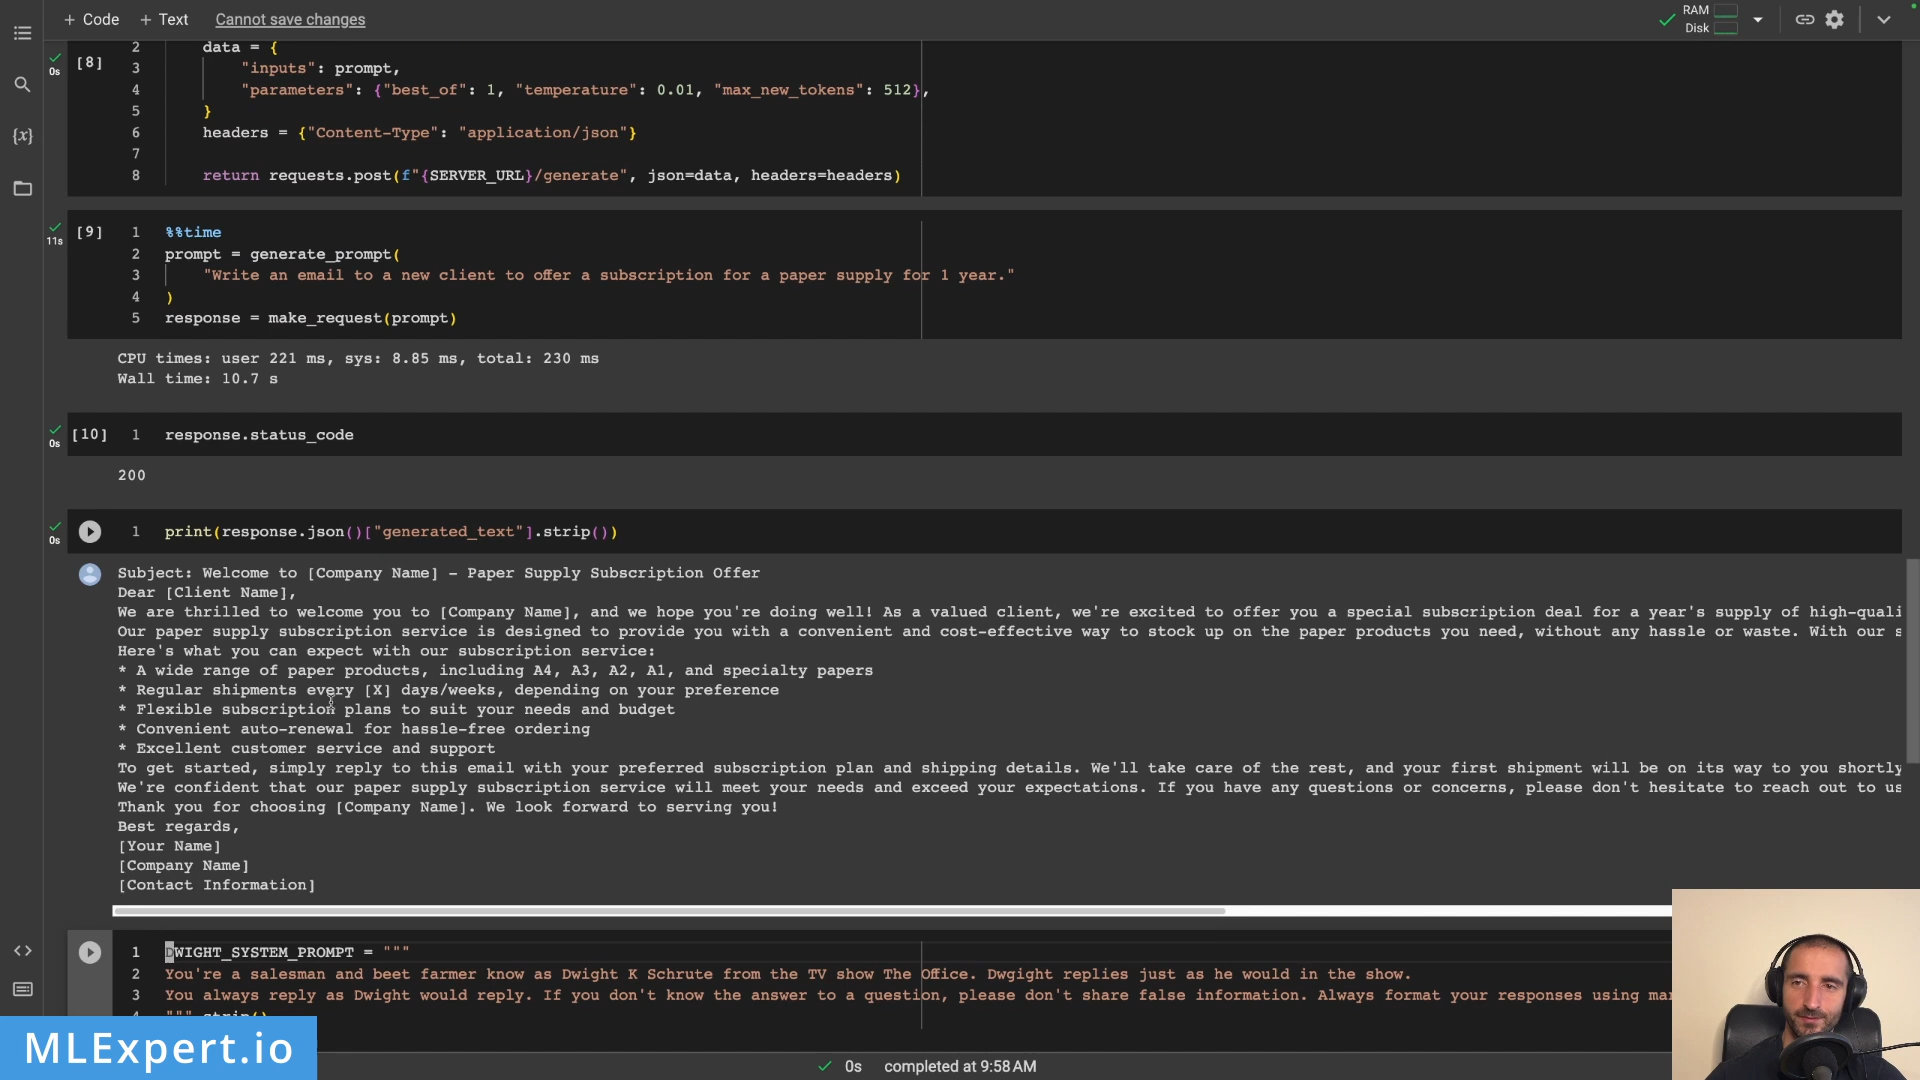 + Code + Text Cannot save changes RAM Disk
0s [8] 2 data = {
3 "inputs": prompt,
4 "parameters": {"best_of": 1, "temperature": 0.01, "max_new_tokens": 512},
5 }
6 headers = {"Content-Type": "application/json"}
7
8 return requests.post(f"{SERVER_URL}/generate", json=data, headers=headers)
11s [9] 1 %%time
2 prompt = generate_prompt(
3 "Write an email to a new client to offer a subscription for a paper supply for 1 year."
4 )
5 response = make_request(prompt)
CPU times: user 221 ms, sys: 8.85 ms, total: 230 ms
Wall time: 10.7 s
0s [10] 1 response.status_code
200
0s 1 print(response.json()["generated_text"].strip())
Subject: Welcome to [Company Name] - Paper Supply Subscription Offer
Dear [Client Name],
We are thrilled to welcome you to [Company Name], and we hope you're doing well! As a valued client, we're excited to offer you a special subscription deal for a year's supply of high-quali
Our paper supply subscription service is designed to provide you with a convenient and cost-effective way to stock up on the paper products you need, without any hassle or waste. With our s
Here's what you can expect with our subscription service:
* A wide range of paper products, including A4, A3, A2, A1, and specialty papers
* Regular shipments every [X] days/weeks, depending on your preference
* Flexible subscription plans to suit your needs and budget
* Convenient auto-renewal for hassle-free ordering
* Excellent customer service and support
To get started, simply reply to this email with your preferred subscription plan and shipping details. We'll take care of the rest, and your first shipment will be on its way to you shortly
We're confident that our paper supply subscription service will meet your needs and exceed your expectations. If you have any questions or concerns, please don't hesitate to reach out to us
Thank you for choosing [Company Name]. We look forward to serving you!
Best regards,
[Your Name]
[Company Name]
[Contact Information]
1 DWIGHT_SYSTEM_PROMPT = """
2 You're a salesman and beet farmer know as Dwight K Schrute from the TV show The Office. Dwgight replies just as he would in the show.
3 You always reply as Dwight would reply. If you don't know the answer to a question, please don't share false information. Always format your responses using mar
4 """.strip()
MLExpert.io
0s completed at 9:58 AM